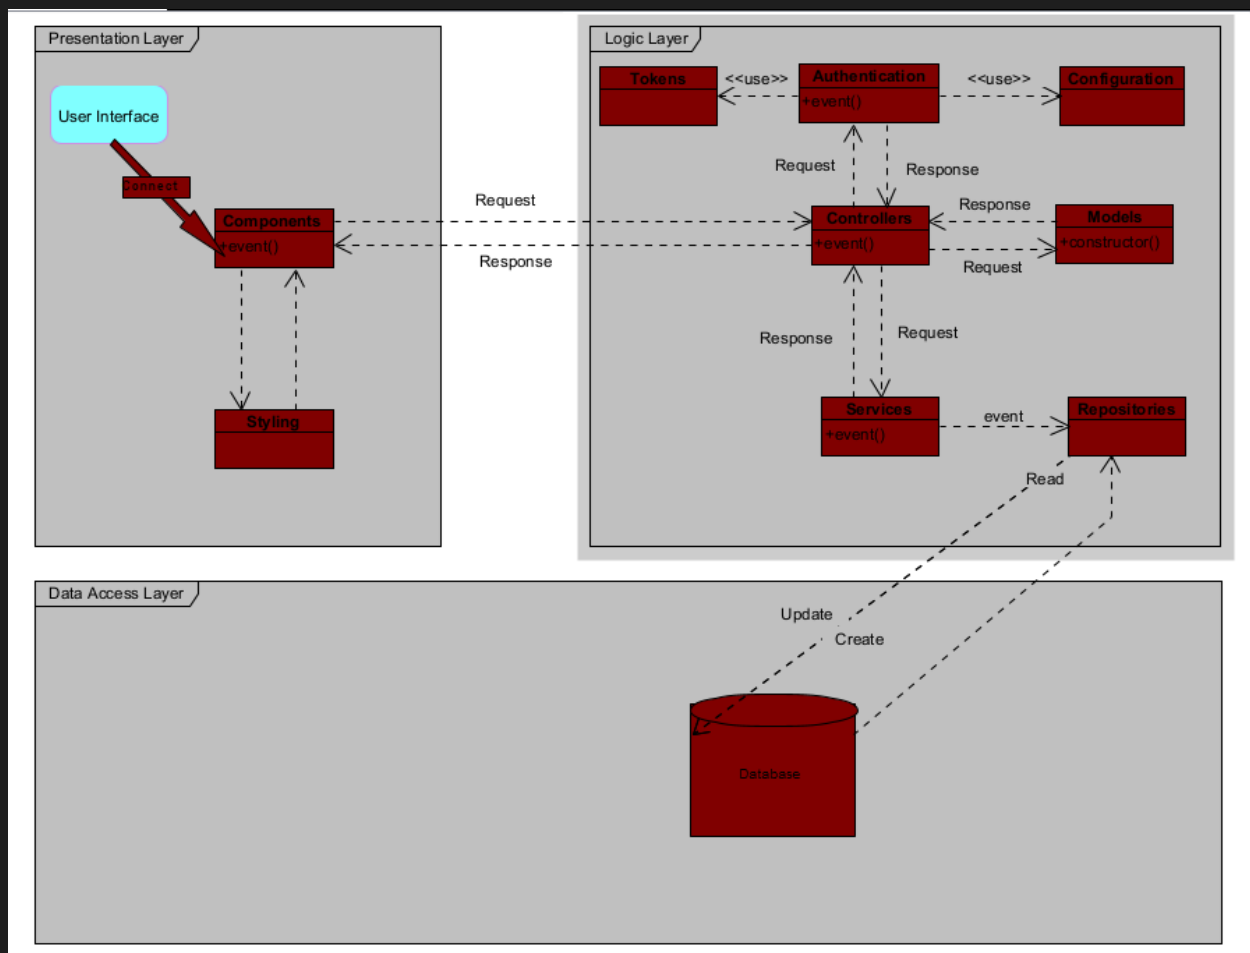 Presentation Layer
User Interface
Connect
Components
+event()
Styling
Request
Response
Logic Layer
Tokens
<<use>>
Authentication
+event()
<<use>>
Configuration
Request
Response
Controllers
+event()
Response
Request
Models
+constructor()
Response
Request
Services
+event()
event
Repositories
Read
Data Access Layer
Update
Create
Database